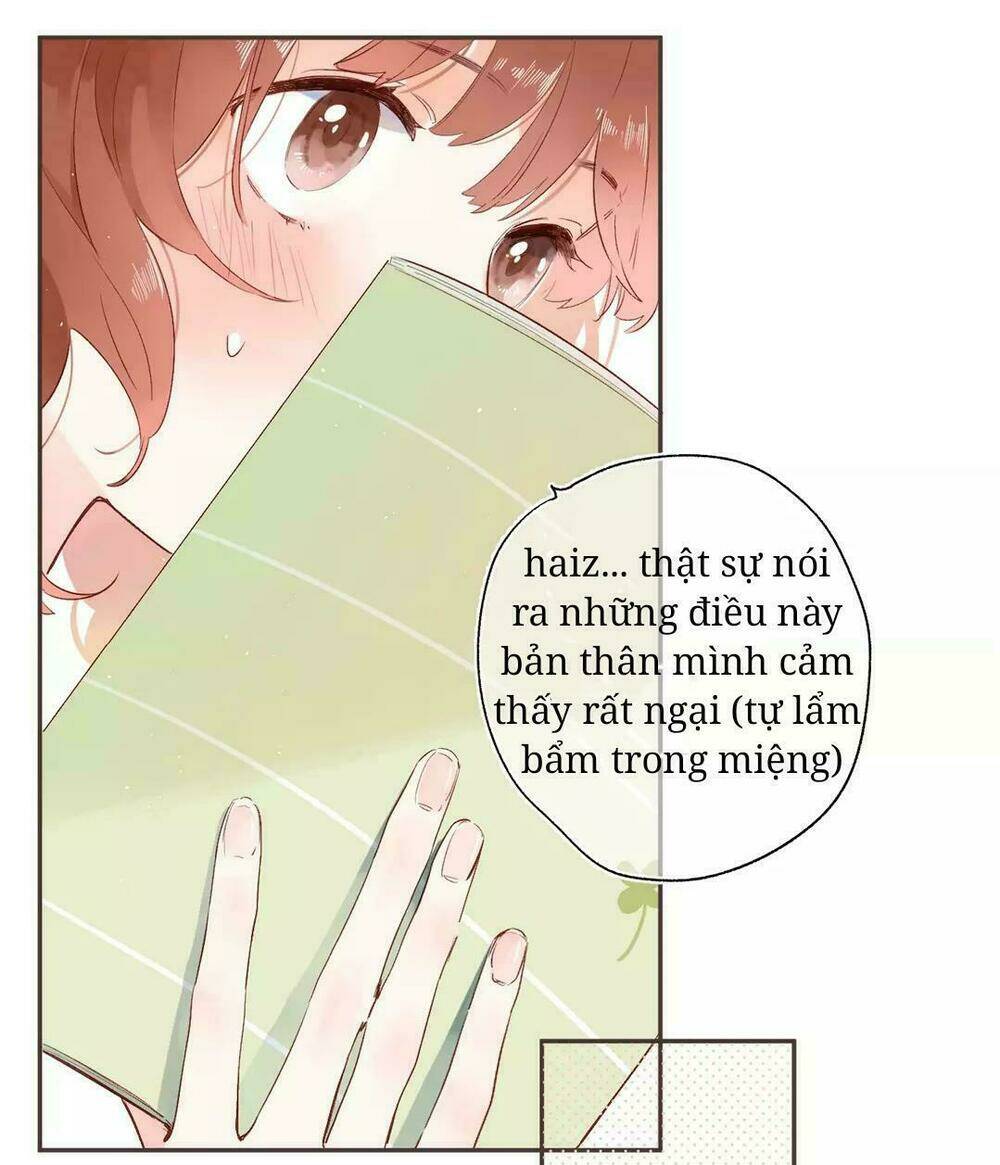 haiz... thật sự nói
ra những điều này
bản thân mình cảm
thấy rất ngại (tự lẩm
bẩm trong miệng)